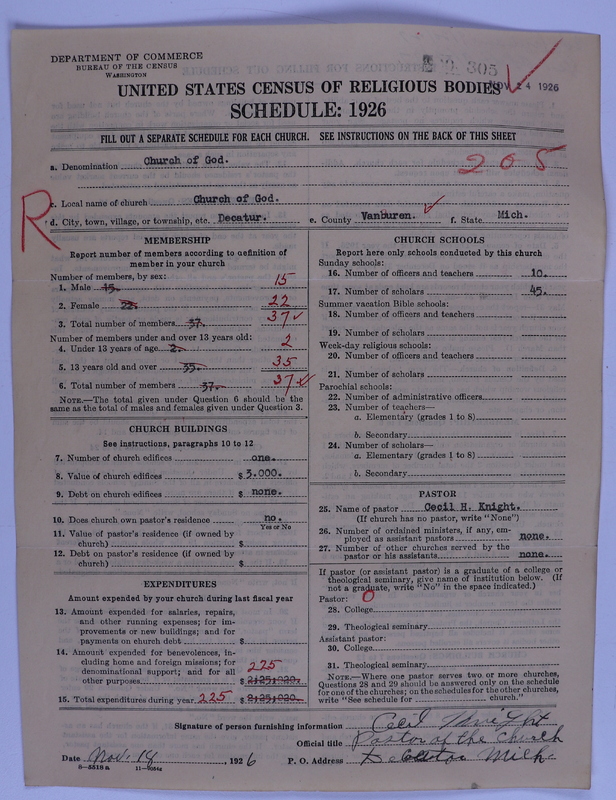 DEPARTMENT OF COMMERCE
BUREAU OF THE CENSUS
WASHINGTON
305
NOV 24 1926
UNITED STATES CENSUS OF RELIGIOUS BODIES
SCHEDULE: 1926
FILL OUT A SEPARATE SCHEDULE FOR EACH CHURCH. SEE INSTRUCTIONS ON THE BACK OF THIS SHEET
a. Denomination Church of God.
205
R
c. Local name of church Church of God.
d. City, town, village, or township, etc. Decatur. e. County VanBuren. f. State Mich.
MEMBERSHIP
Report number of members according to definition of member in your church
Number of members, by sex:
1. Male 15. 15
2. Female 22. 22
3. Total number of members 37. 37
Number of members under and over 13 years old:
4. Under 13 years of age 2. 2
5. 13 years old and over 35. 35
6. Total number of members 37. 37
NOTE.—The total given under Question 6 should be the same as the total of males and females given under Question 3.
CHURCH BUILDINGS
See instructions, paragraphs 10 to 12
7. Number of church edifices one.
8. Value of church edifices $ 3.000.
9. Debt on church edifices $ none.
10. Does church own pastor's residence no.
Yes or No
11. Value of pastor's residence (if owned by church) $
12. Debt on pastor's residence (if owned by church) $
EXPENDITURES
Amount expended by your church during last fiscal year
13. Amount expended for salaries, repairs, and other running expenses; for improvements or new buildings; and for payments on church debt $
14. Amount expended for benevolences, including home and foreign missions; for denominational support; and for all other purposes 225 $
15. Total expenditures during year 225 $
CHURCH SCHOOLS
Report here only schools conducted by this church
Sunday schools:
16. Number of officers and teachers 10.
17. Number of scholars 45.
Summer vacation Bible schools:
18. Number of officers and teachers
19. Number of scholars
Week-day religious schools:
20. Number of officers and teachers
21. Number of scholars
Parochial schools:
22. Number of administrative officers
23. Number of teachers—
a. Elementary (grades 1 to 8)
b. Secondary
24. Number of scholars—
a. Elementary (grades 1 to 8)
b. Secondary
PASTOR
25. Name of pastor Cecil H. Knight.
(If church has no pastor, write "None")
26. Number of ordained ministers, if any, employed as assistant pastors none.
27. Number of other churches served by the pastor or his assistants none.
If pastor (or assistant pastor) is a graduate of a college or theological seminary, give name of institution below. (If not a graduate, write "No" in the space indicated.)
Pastor: 0
28. College
29. Theological seminary
Assistant pastor:
30. College
31. Theological seminary
NOTE.—Where one pastor serves two or more churches, Questions 28 and 29 should be answered only on the schedule for one of the churches; on the schedules for the other churches, write "See schedule for church."
Signature of person furnishing information Cecil Knight
Official title Pastor of the church
Date Nov. 19, 1926 P. O. Address Decatur Mich.
8—5518 a